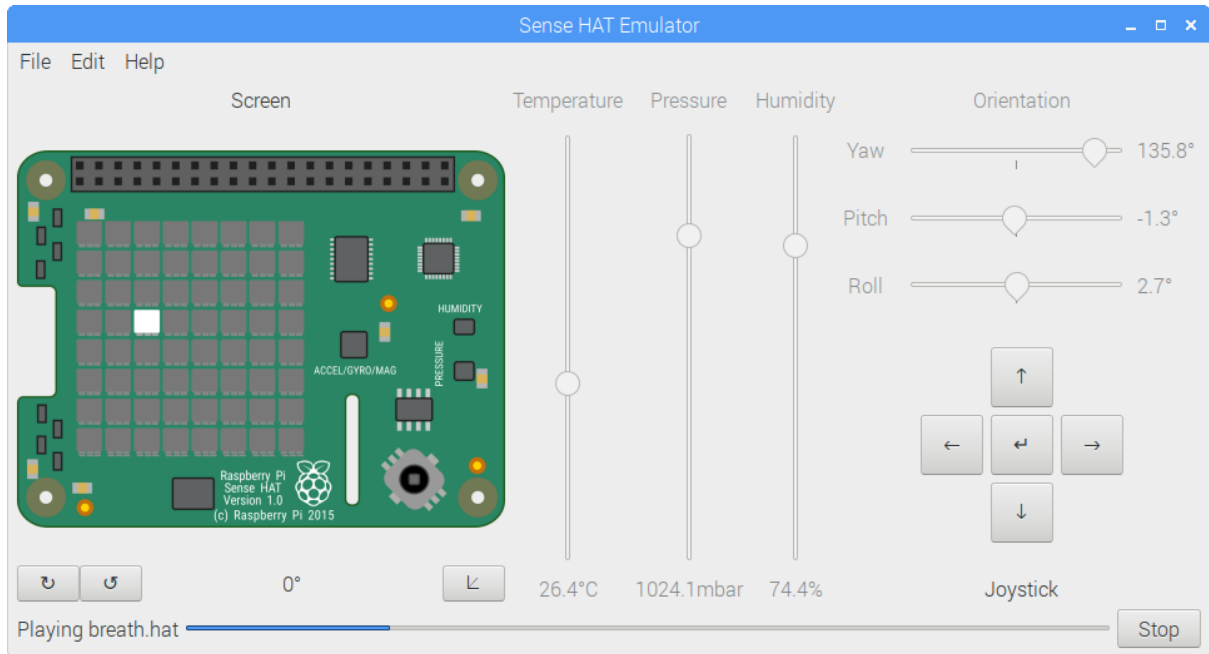 Sense HAT Emulator
File Edit Help
Screen
Temperature Pressure Humidity
Orientation
Yaw 135.8°
Pitch -1.3°
Roll 2.7°
HUMIDITY
PRESSURE
ACCEL/GYRO/MAG
Raspberry Pi
Sense HAT
Version 1.0
(c) Raspberry Pi 2015
0°
26.4°C 1024.1mbar 74.4%
Joystick
Playing breath.hat
Stop